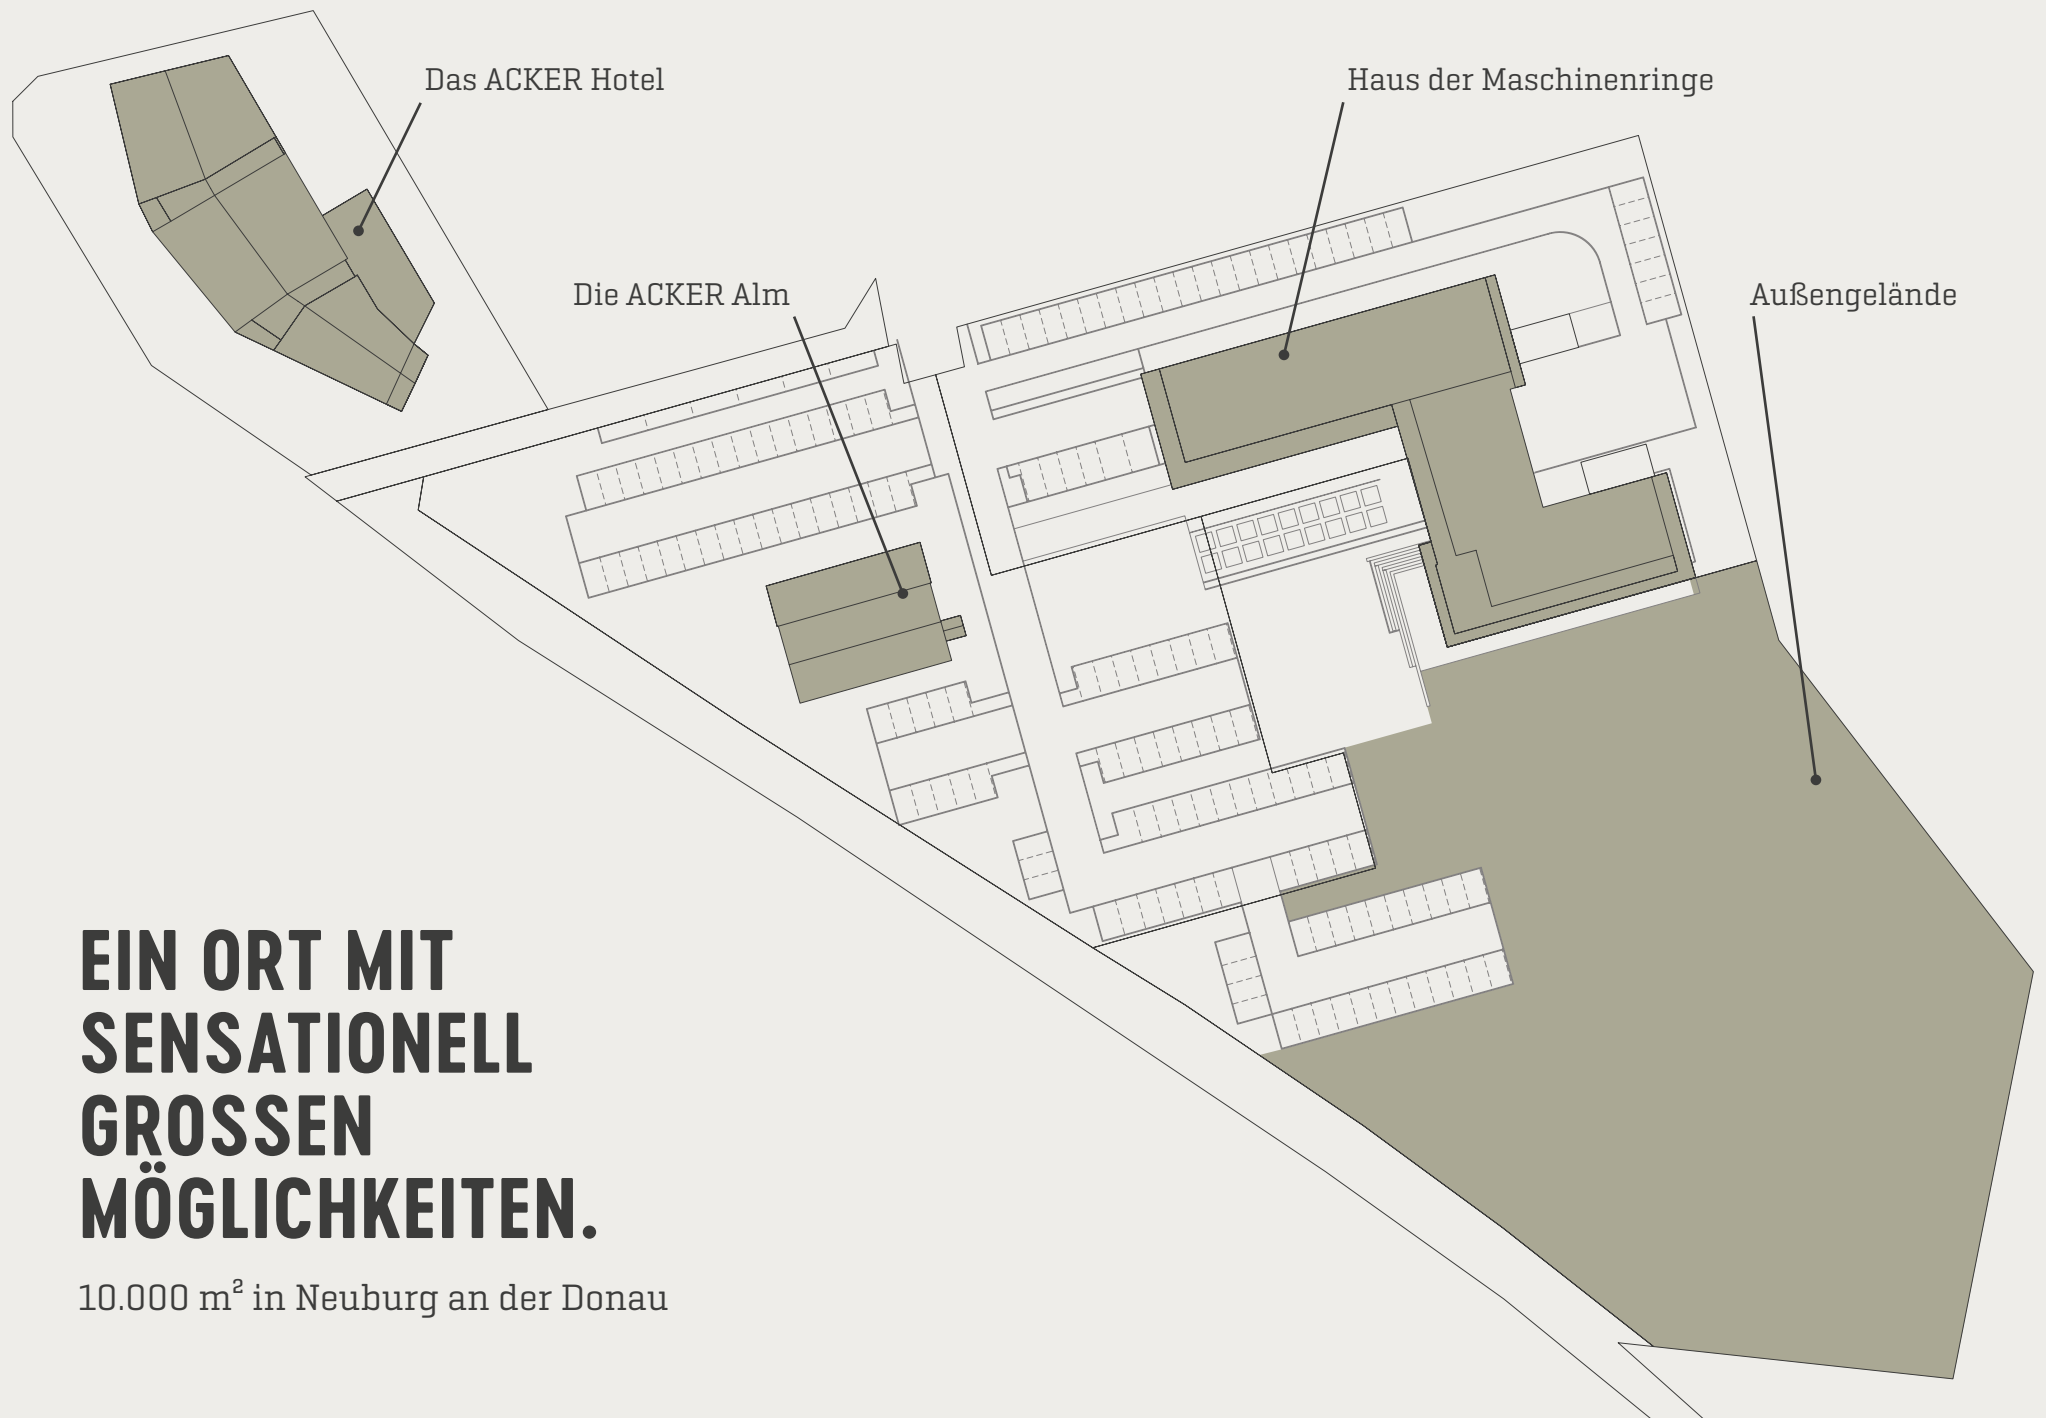 Das ACKER Hotel
Haus der Maschinenringe
Die ACKER Alm
Außengelände
EIN ORT MIT
SENSATIONELL
GROSSEN
MÖGLICHKEITEN.
10.000 m² in Neuburg an der Donau